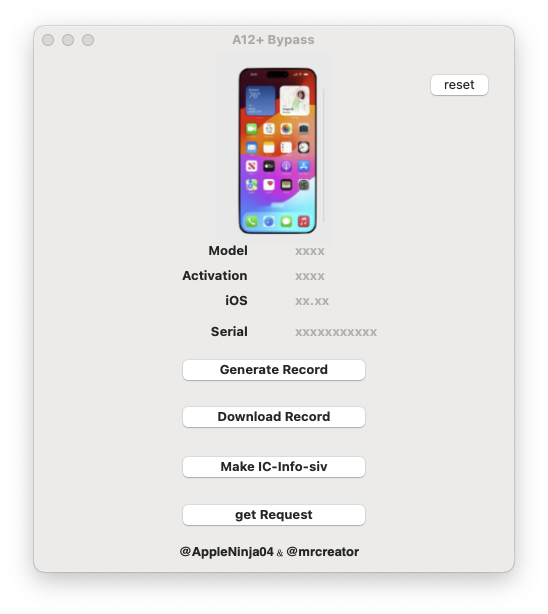 A12+ Bypass
reset
Model xxxx
Activation xxxx
iOS xx.xx
Serial xxxxxxxxxxx
Generate Record
Download Record
Make IC-Info-siv
get Request
@AppleNinja04 & @mrcreator